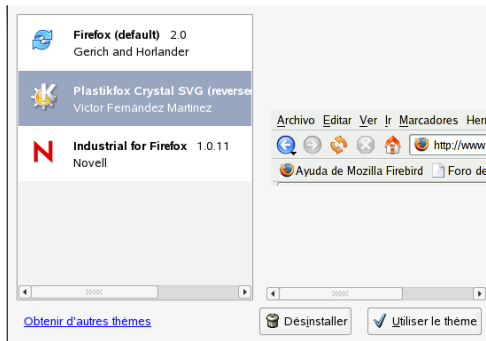 Firefox (default) 2.0
Gerich and Horlander
Plastikfox Crystal SVG (reverse
Víctor Fernández Martínez
Industrial for Firefox 1.0.11
Novell
Archivo Editar Ver Ir Marcadores Her
http://www
Ayuda de Mozilla Firebird Foro de
Obtenir d'autres thèmes
Désinstaller
Utiliser le thème